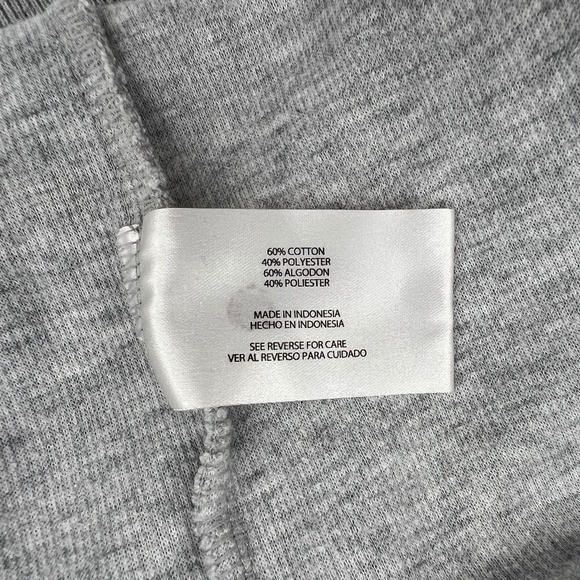 60% COTTON
40% POLYESTER
60% ALGODON
40% POLIESTER
MADE IN INDONESIA
HECHO EN INDONESIA
SEE REVERSE FOR CARE
VER AL REVERSO PARA CUIDADO